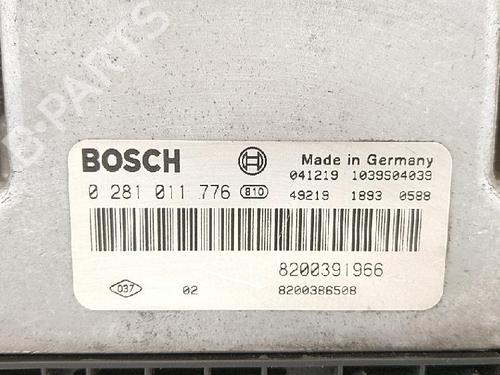 B-PARTS
BOSCH Made in Germany
041219 1039S04039
0 281 011 776 810 49219 1893 0588
8200391966
037 02 8200386508